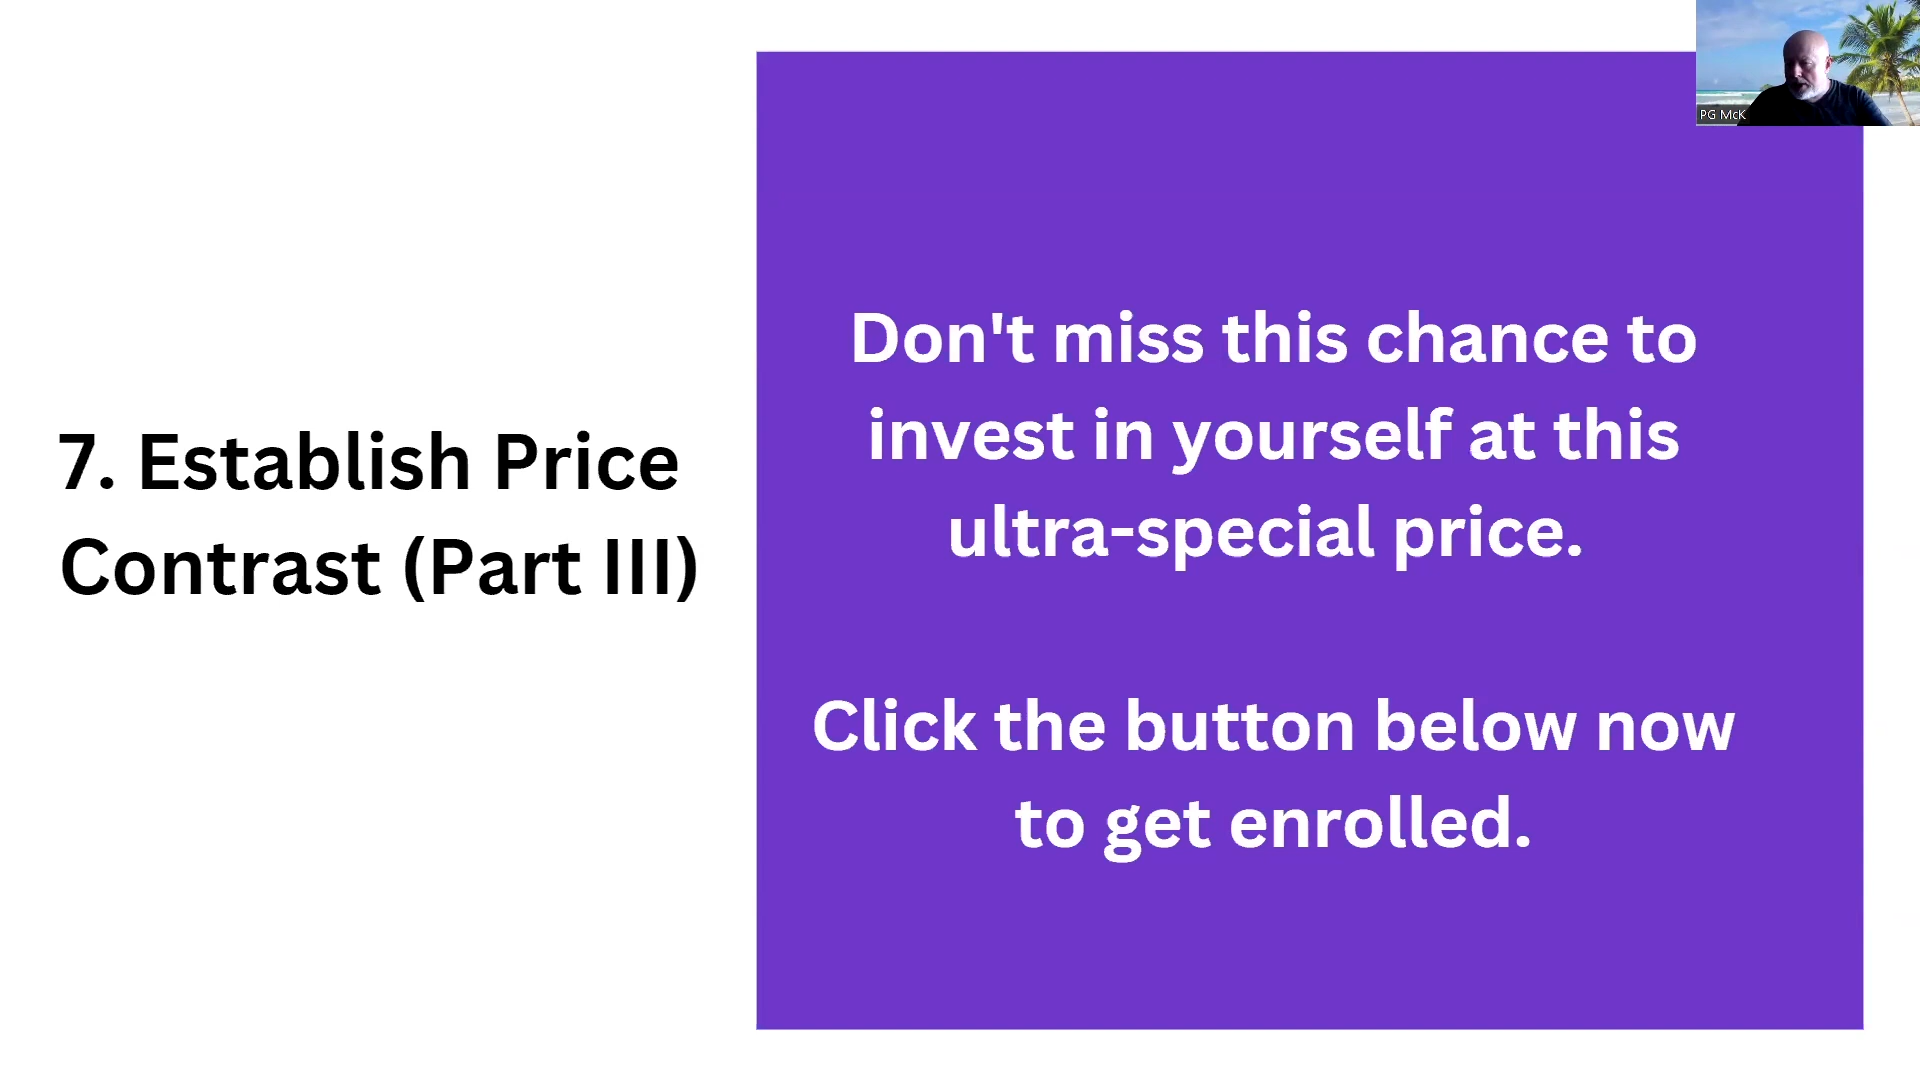 7. Establish Price
Contrast (Part III)
Don't miss this chance to
invest in yourself at this
ultra-special price.
Click the button below now
to get enrolled.
PG McK